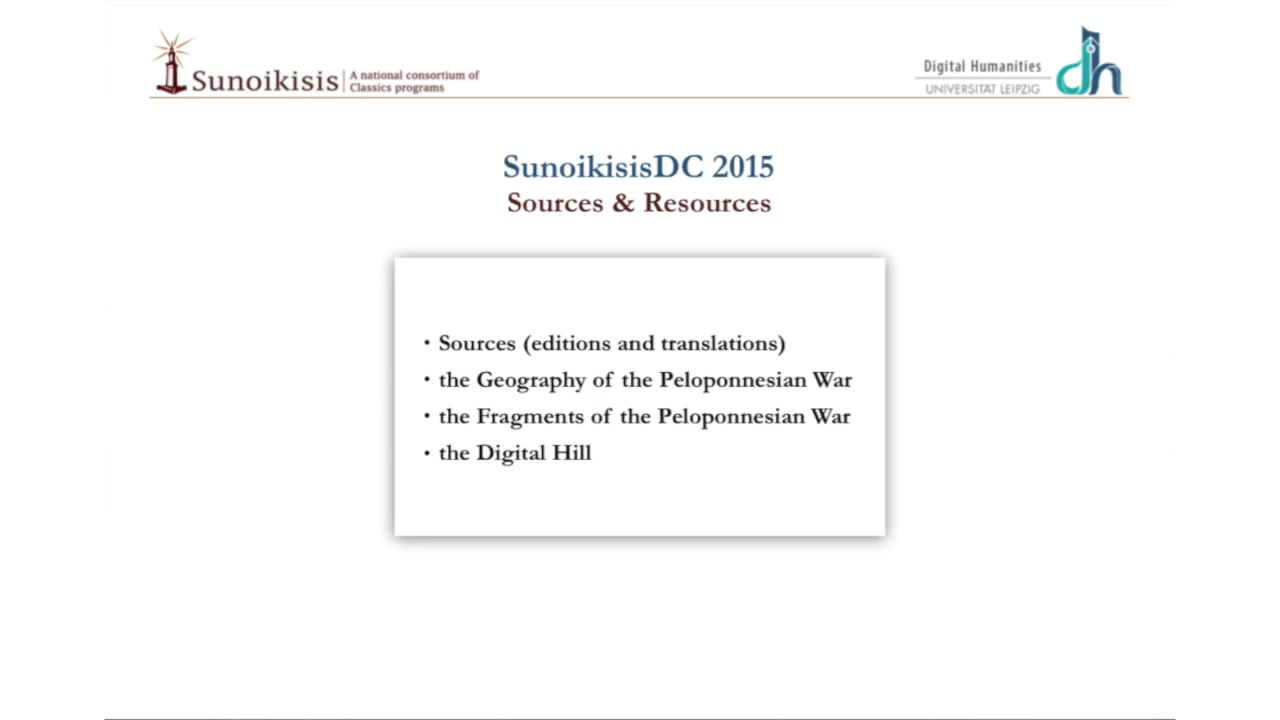 Sunoikisis
A national consortium of
Classics programs
Digital Humanities
UNIVERSITÄT LEIPZIG
dh
SunoikisisDC 2015
Sources & Resources
• Sources (editions and translations)
• the Geography of the Peloponnesian War
• the Fragments of the Peloponnesian War
• the Digital Hill